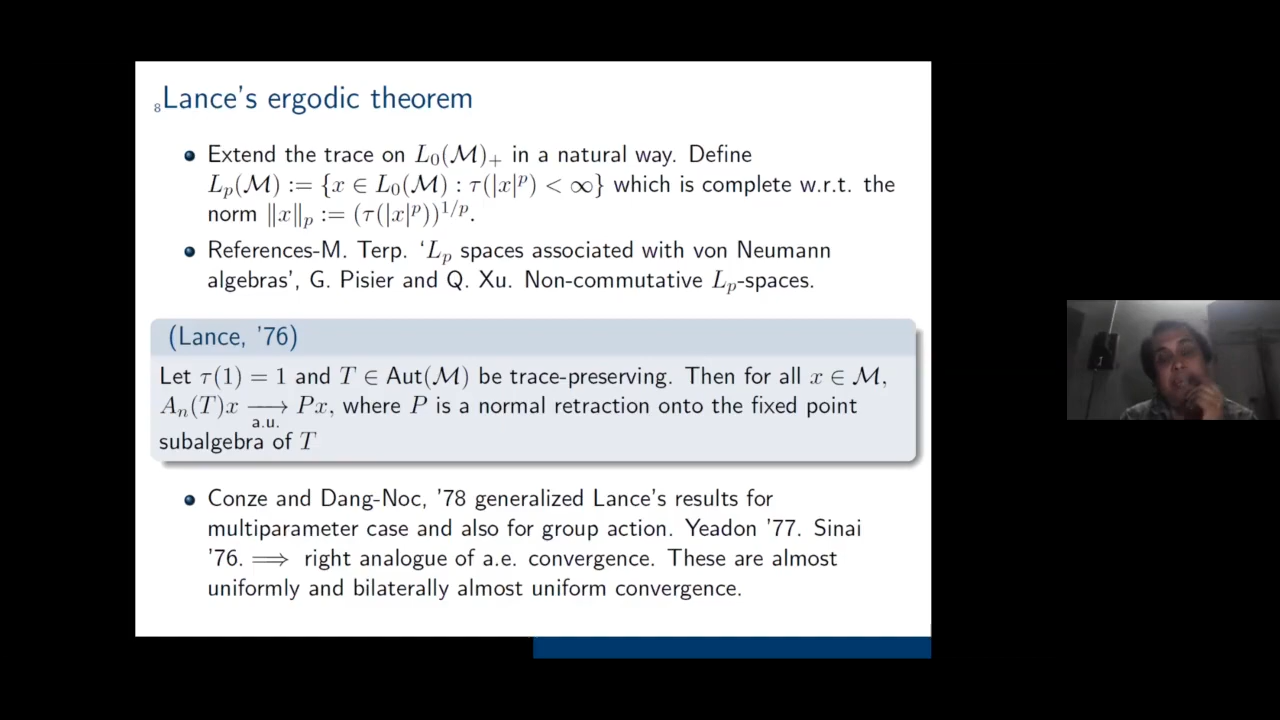 8 Lance's ergodic theorem
Extend the trace on L₀(ℳ)₊ in a natural way. Define
Lₚ(ℳ) := {x ∈ L₀(ℳ) : τ(|x|ᵖ) < ∞} which is complete w.r.t. the
norm ‖x‖ₚ := (τ(|x|ᵖ))^{1/p}.
References-M. Terp. ‘Lₚ spaces associated with von Neumann
algebras’, G. Pisier and Q. Xu. Non-commutative Lₚ-spaces.
(Lance, ’76)
Let τ(1) = 1 and T ∈ Aut(ℳ) be trace-preserving. Then for all x ∈ ℳ,
Aₙ(T)x ⟶ Px, where P is a normal retraction onto the fixed point
a.u.
subalgebra of T
Conze and Dang-Noc, ’78 generalized Lance’s results for
multiparameter case and also for group action. Yeadon ’77. Sinai
’76. ⟹ right analogue of a.e. convergence. These are almost
uniformly and bilaterally almost uniform convergence.